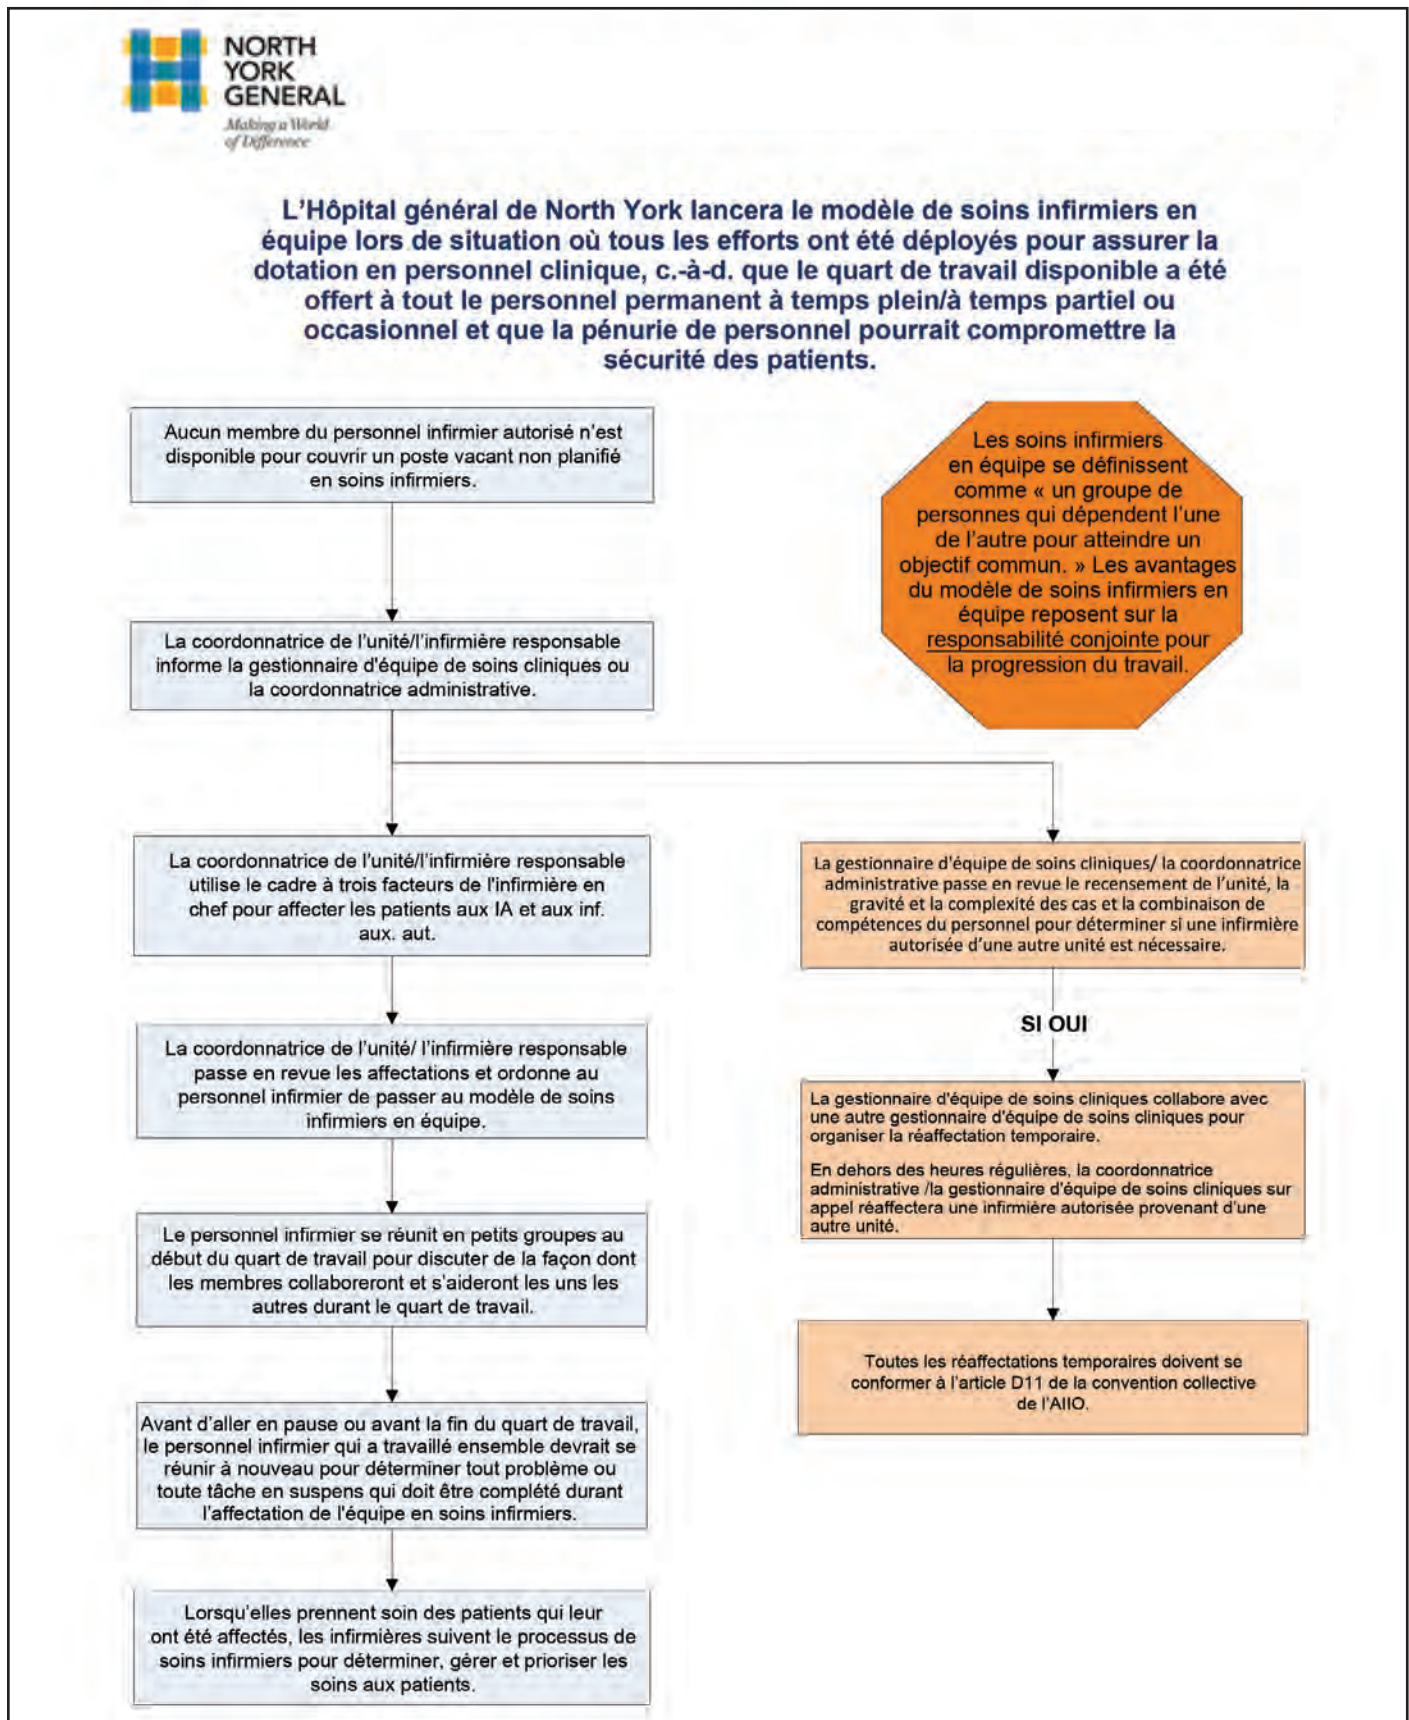 NORTH
YORK
GENERAL
Making a World
of Difference
L'Hôpital général de North York lancera le modèle de soins infirmiers en
équipe lors de situation où tous les efforts ont été déployés pour assurer la
dotation en personnel clinique, c.-à-d. que le quart de travail disponible a été
offert à tout le personnel permanent à temps plein/à temps partiel ou
occasionnel et que la pénurie de personnel pourrait compromettre la
sécurité des patients.
Aucun membre du personnel infirmier autorisé n'est
disponible pour couvrir un poste vacant non planifié
en soins infirmiers.
Les soins infirmiers
en équipe se définissent
comme « un groupe de
personnes qui dépendent l'une
de l'autre pour atteindre un
objectif commun. » Les avantages
du modèle de soins infirmiers en
équipe reposent sur la
responsabilité conjointe pour
la progression du travail.
La coordonnatrice de l'unité/l'infirmière responsable
informe la gestionnaire d'équipe de soins cliniques ou
la coordonnatrice administrative.
La coordonnatrice de l'unité/l'infirmière responsable
utilise le cadre à trois facteurs de l'infirmière en
chef pour affecter les patients aux IA et aux inf.
aux. aut.
La coordonnatrice de l'unité/ l'infirmière responsable
passe en revue les affectations et ordonne au
personnel infirmier de passer au modèle de soins
infirmiers en équipe.
Le personnel infirmier se réunit en petits groupes au
début du quart de travail pour discuter de la façon dont
les membres collaboreront et s'aideront les uns les
autres durant le quart de travail.
Avant d'aller en pause ou avant la fin du quart de travail,
le personnel infirmier qui a travaillé ensemble devrait se
réunir à nouveau pour déterminer tout problème ou
toute tâche en suspens qui doit être complété durant
l'affectation de l'équipe en soins infirmiers.
Lorsqu'elles prennent soin des patients qui leur
ont été affectés, les infirmières suivent le processus de
soins infirmiers pour déterminer, gérer et prioriser les
soins aux patients.
La gestionnaire d'équipe de soins cliniques/ la coordonnatrice
administrative passe en revue le recensement de l'unité, la
gravité et la complexité des cas et la combinaison de
compétences du personnel pour déterminer si une infirmière
autorisée d'une autre unité est nécessaire.
SI OUI
La gestionnaire d'équipe de soins cliniques collabore avec
une autre gestionnaire d'équipe de soins cliniques pour
organiser la réaffectation temporaire.
En dehors des heures régulières, la coordonnatrice
administrative /la gestionnaire d'équipe de soins cliniques sur
appel réaffectera une infirmière autorisée provenant d'une
autre unité.
Toutes les réaffectations temporaires doivent se
conformer à l'article D11 de la convention collective
de l'AIIO.